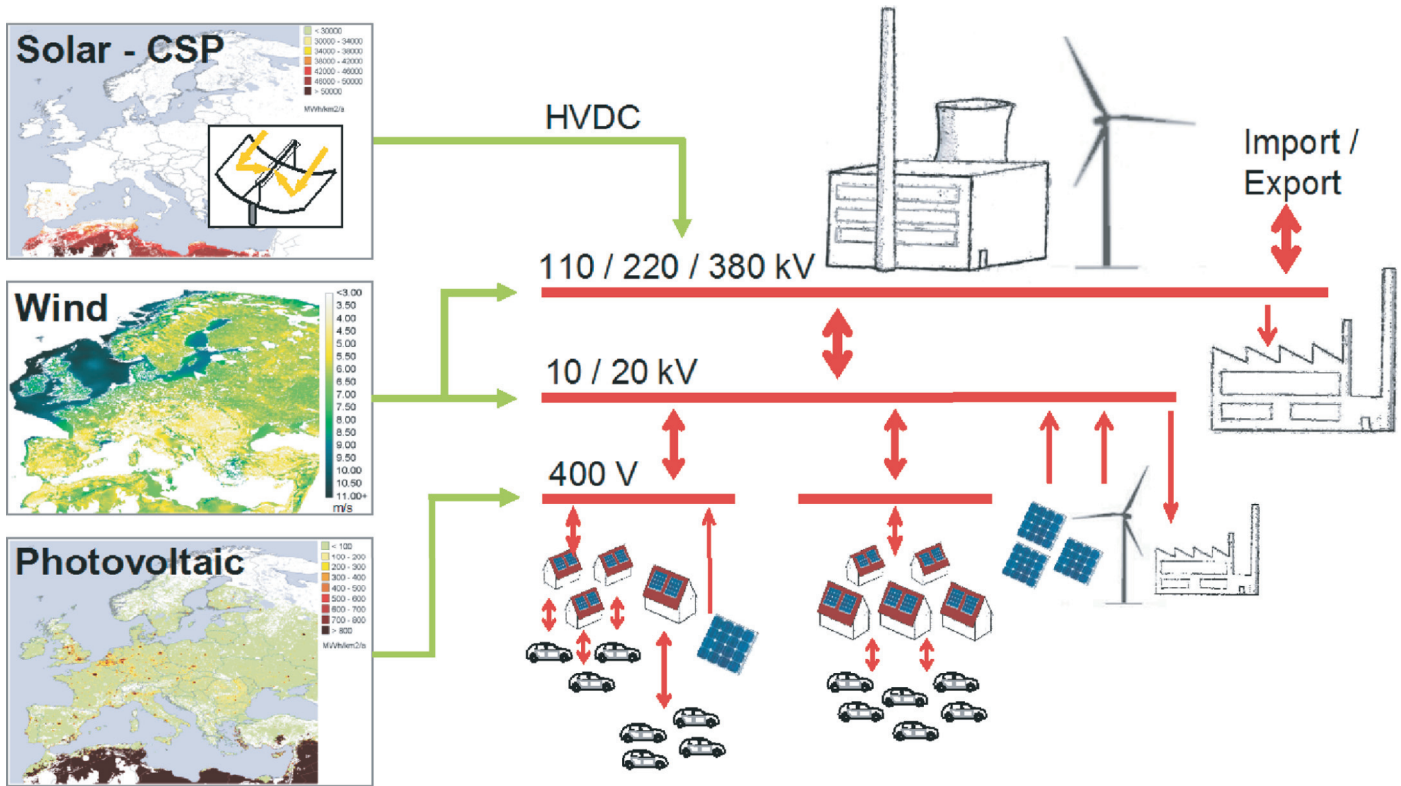 Solar - CSP
< 30000
30000 - 34000
34000 - 38000
38000 - 42000
42000 - 46000
46000 - 50000
> 50000
MWh/km2/a
HVDC
Import /
Export
110 / 220 / 380 kV
Wind
<3.00
3.50
4.00
4.50
5.00
5.50
6.00
6.50
7.00
7.50
8.00
8.50
9.00
9.50
10.00
10.50
11.00+
m/s
10 / 20 kV
400 V
Photovoltaic
< 100
100 - 200
200 - 300
300 - 400
400 - 500
500 - 600
600 - 700
700 - 800
> 800
MWh/km2/a